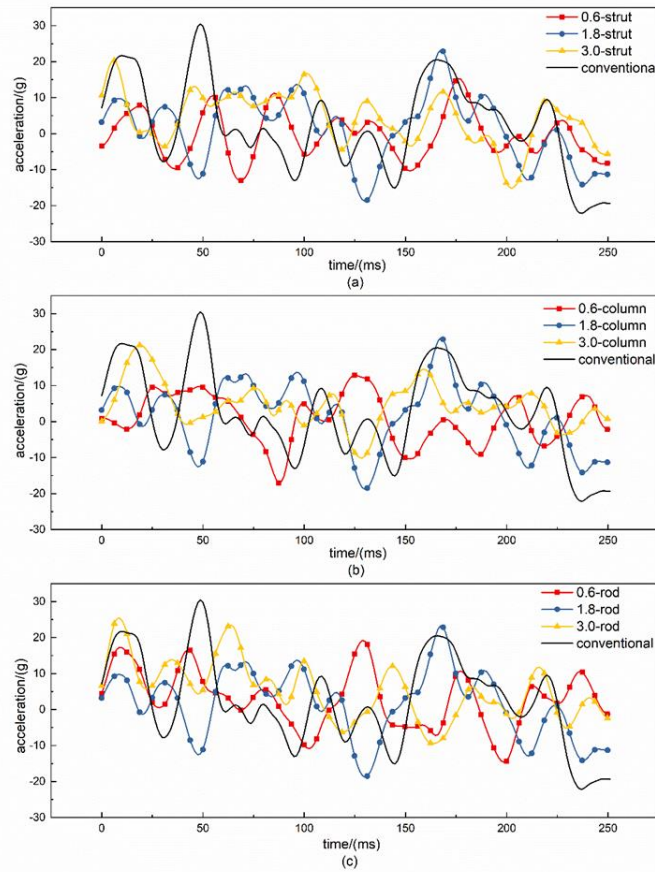 0.6-strut
1.8-strut
3.0-strut
conventional
acceleration/(g)
30
20
10
0
-10
-20
-30
0 50 100 150 200 250
time/(ms)
(a)
0.6-column
1.8-column
3.0-column
conventional
acceleration/(g)
30
20
10
0
-10
-20
-30
0 50 100 150 200 250
time/(ms)
(b)
0.6-rod
1.8-rod
3.0-rod
conventional
acceleration/(g)
30
20
10
0
-10
-20
-30
0 50 100 150 200 250
time/(ms)
(c)